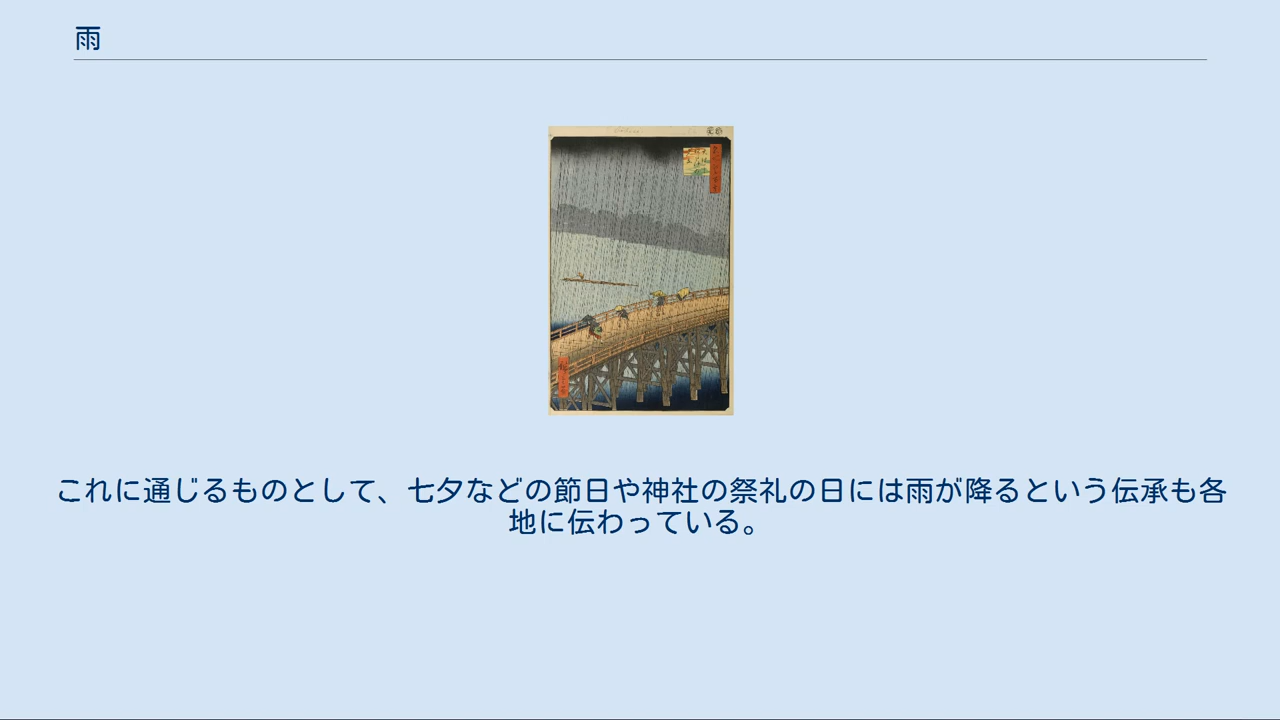 雨
これに通じるものとして、七夕などの節日や神社の祭礼の日には雨が降るという伝承も各
地に伝わっている。